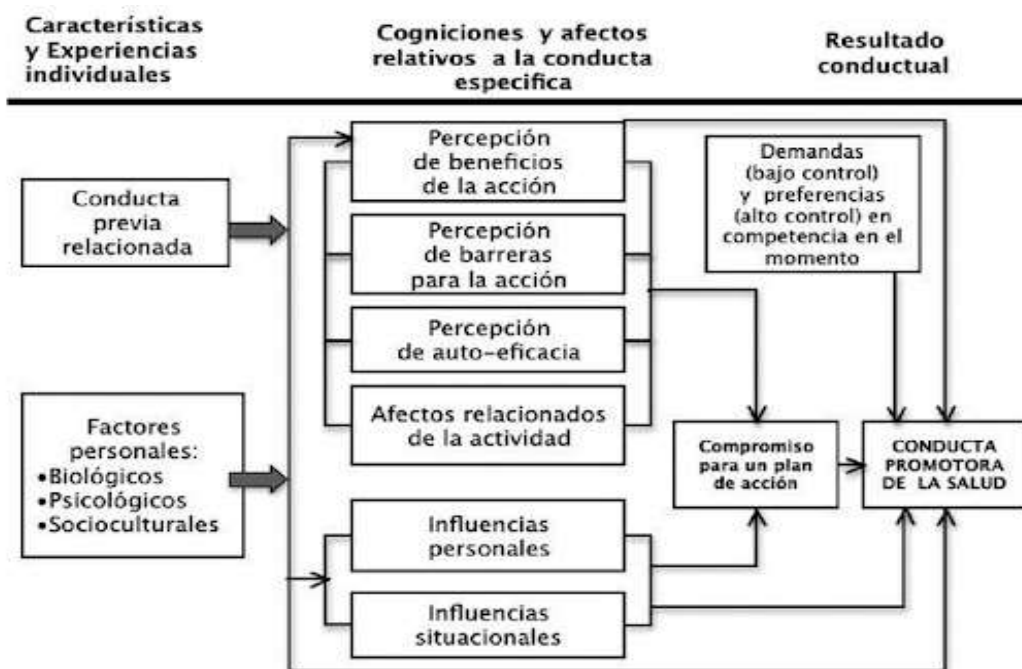 Características
y Experiencias
individuales
Cogniciones y afectos
relativos a la conducta
especifica
Resultado
conductual
Conducta
previa
relacionada
Factores
personales:
•Biológicos
•Psicológicos
•Socioculturales
Percepción
de beneficios
de la acción
Percepción
de barreras
para la acción
Percepción
de auto-eficacia
Afectos relacionados
de la actividad
Influencias
personales
Influencias
situacionales
Demandas
(bajo control)
y preferencias
(alto control) en
competencia en el
momento
Compromiso
para un plan
de acción
CONDUCTA
PROMOTORA
DE LA SALUD